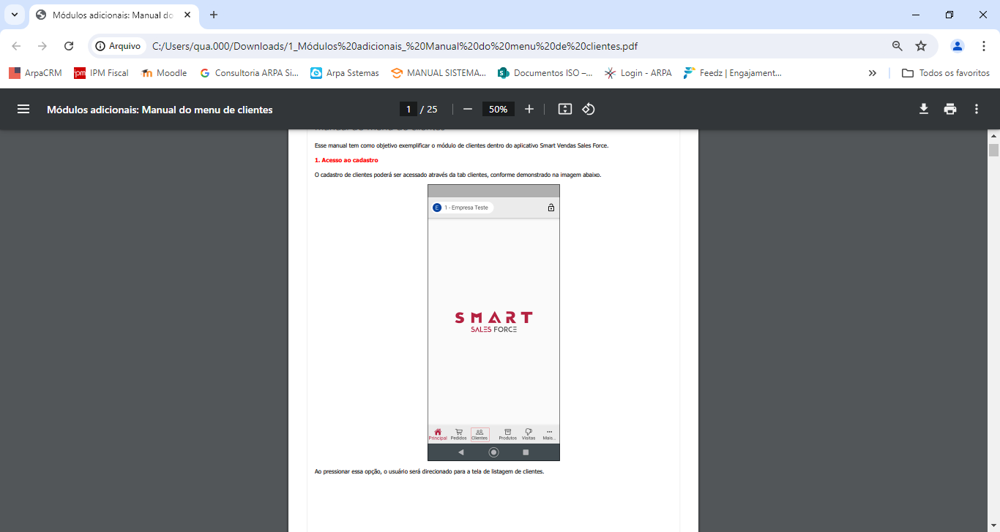 Módulos adicionais: Manual do
Arquivo
C:/Users/qua.000/Downloads/1_Módulos%20adicionais_%20Manual%20do%20menu%20de%20clientes.pdf
ArpaCRM
IPM Fiscal
Moodle
Consultoria ARPA Si...
Arpa Sstemas
MANUAL SISTEMA...
Documentos ISO –...
Login - ARPA
Feedz | Engajament...
Todos os favoritos
Módulos adicionais: Manual do menu de clientes
1 / 25
50%
Esse manual tem como objetivo exemplificar o módulo de clientes dentro do aplicativo Smart Vendas Sales Force.
1. Acesso ao cadastro
O cadastro de clientes poderá ser acessado através da tab clientes, conforme demonstrado na imagem abaixo.
E 1 - Empresa Teste
SMART
SALES FORCE
Principal Pedidos Clientes Produtos Visitas Mais...
Ao pressionar essa opção, o usuário será direcionado para a tela de listagem de clientes.